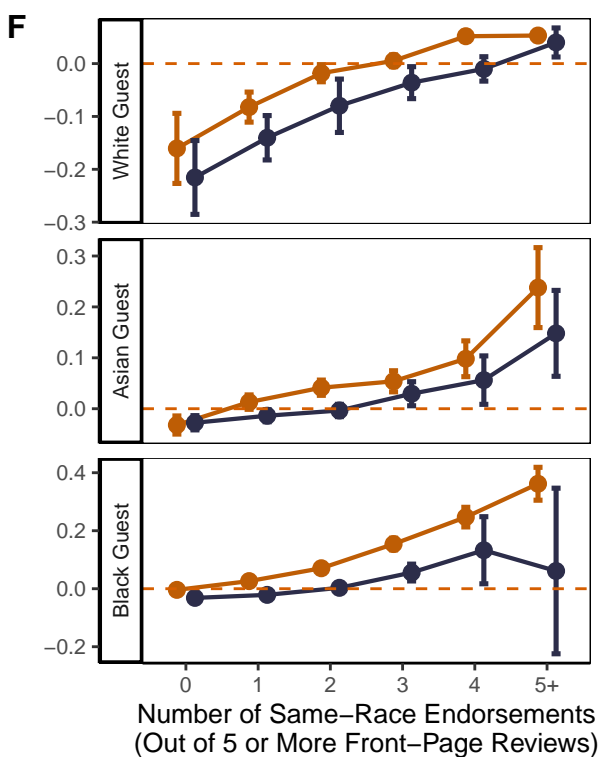 F
White Guest
0.0
−0.1
−0.2
−0.3
Asian Guest
0.3
0.2
0.1
0.0
Black Guest
0.4
0.2
0.0
−0.2
0 1 2 3 4 5+
Number of Same−Race Endorsements
(Out of 5 or More Front−Page Reviews)